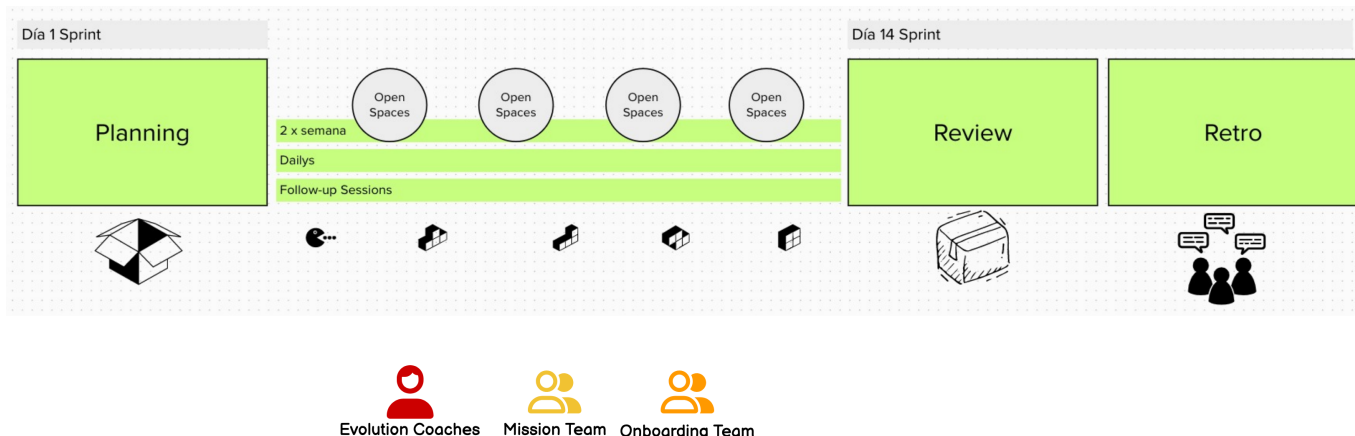 Día 1 Sprint
Día 14 Sprint
Planning
Open
Spaces
Open
Spaces
Open
Spaces
Open
Spaces
2 x semana
Dailys
Follow-up Sessions
Review
Retro
Evolution Coaches
Mission Team
Onboarding Team